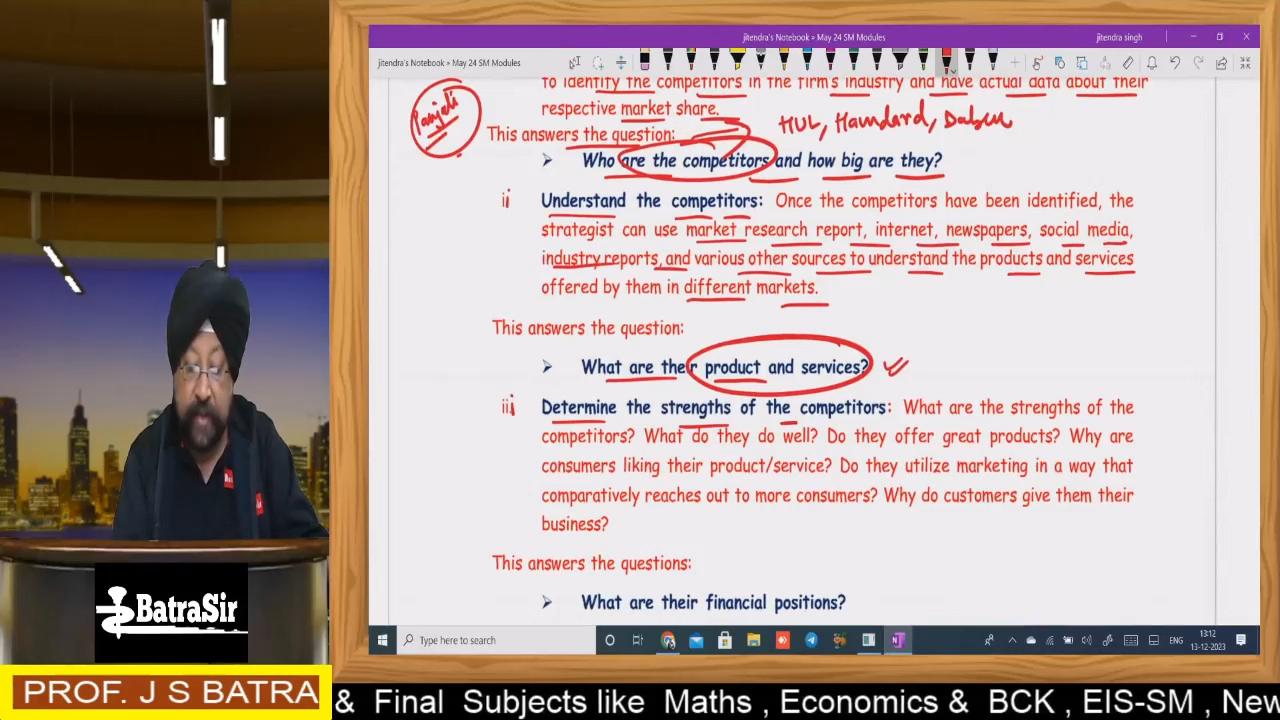 jitendra's Notebook » May 24 SM Modules
jitendra singh
jitendra's Notebook » May 24 SM Modules
to identify the competitors in the firm's industry and have actual data about their
respective market share.
Patanjali
HUL, Hamdard, Dabur
This answers the question:
➢ Who are the competitors and how big are they?
ii Understand the competitors: Once the competitors have been identified, the
strategist can use market research report, internet, newspapers, social media,
industry reports, and various other sources to understand the products and services
offered by them in different markets.
This answers the question:
➢ What are their product and services?
iii Determine the strengths of the competitors: What are the strengths of the
competitors? What do they do well? Do they offer great products? Why are
consumers liking their product/service? Do they utilize marketing in a way that
comparatively reaches out to more consumers? Why do customers give them their
business?
This answers the questions:
➢ What are their financial positions?
BatraSir
Type here to search
ENG
13:12
13-12-2023
PROF. J S BATRA
& Final Subjects like Maths , Economics & BCK , EIS-SM , New